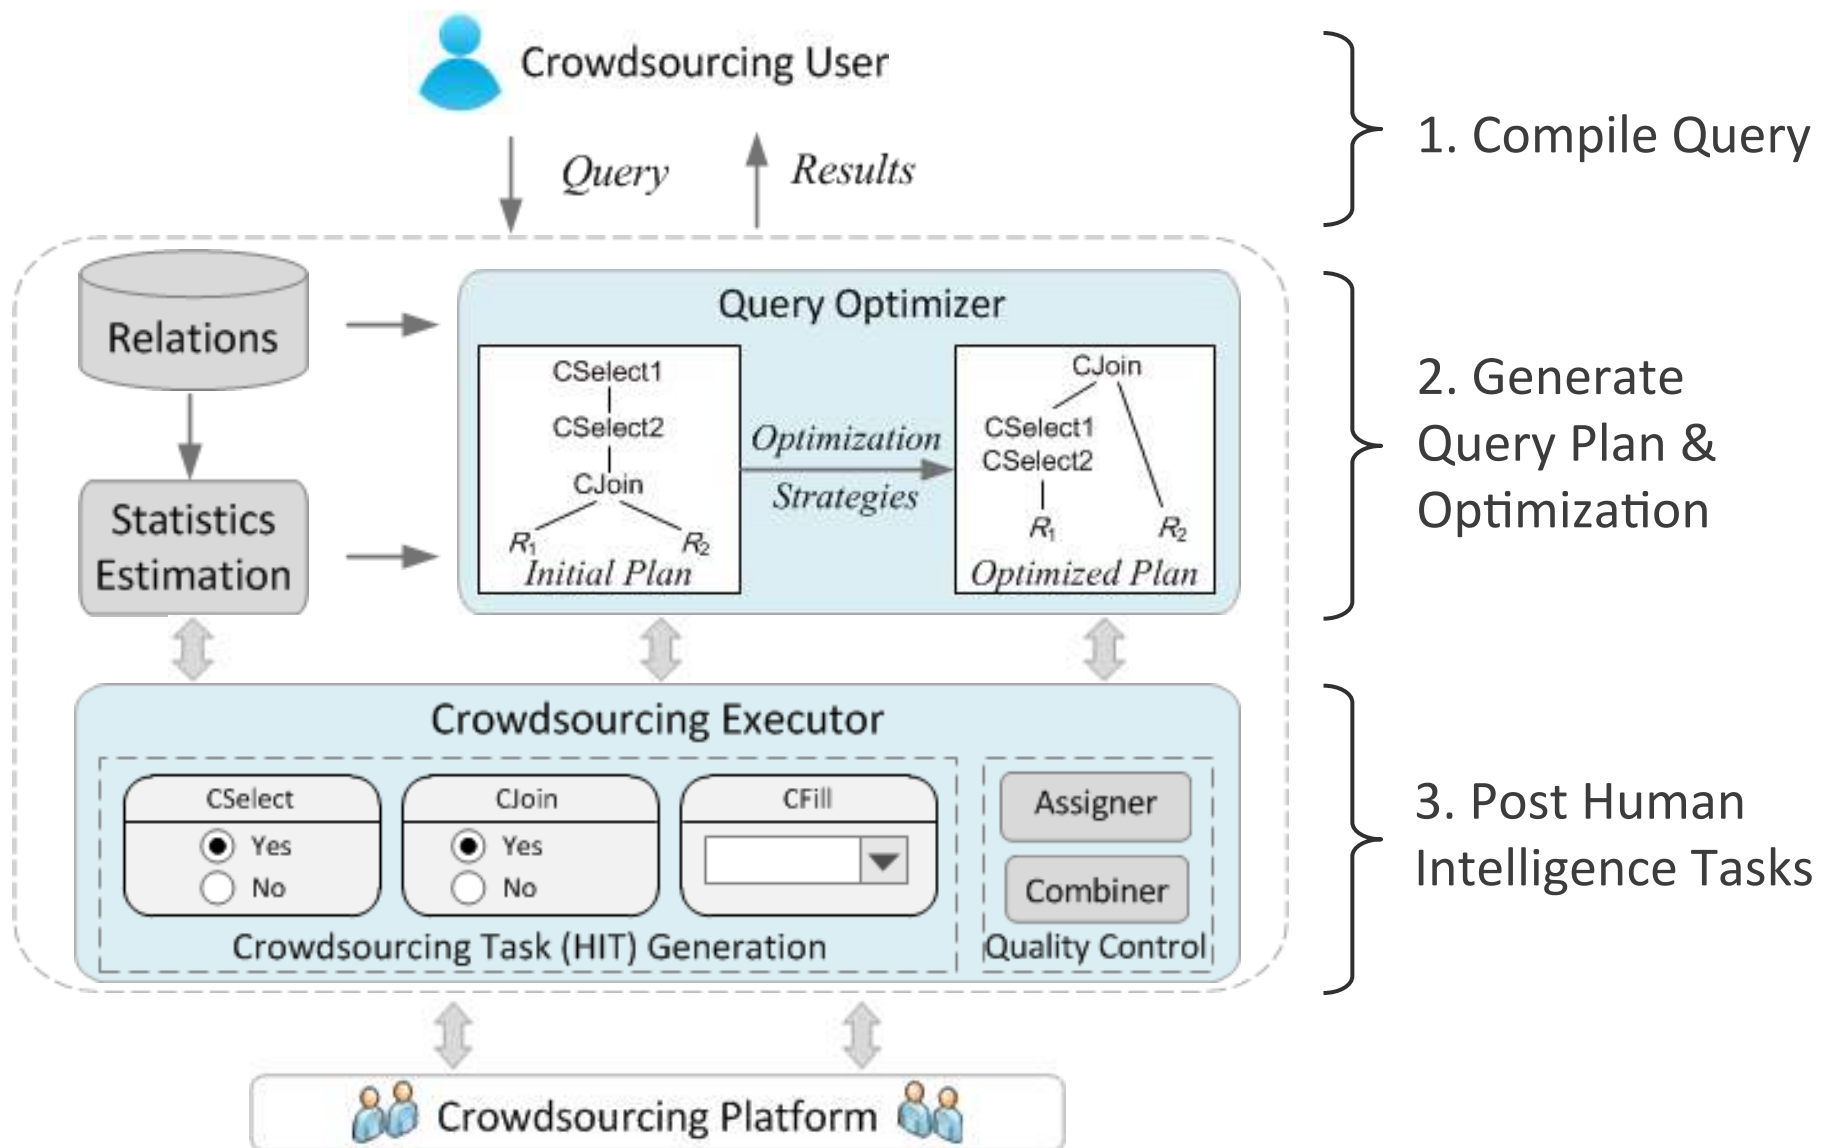 Crowdsourcing User
Query
Results
1. Compile Query
Relations
Statistics
Estimation
Query Optimizer
CSelect1
CSelect2
CJoin
R1
R2
Initial Plan
Optimization
Strategies
CJoin
CSelect1
CSelect2
R1
R2
Optimized Plan
2. Generate
Query Plan &
Optimization
Crowdsourcing Executor
CSelect
Yes
No
CJoin
Yes
No
CFill
Crowdsourcing Task (HIT) Generation
Assigner
Combiner
Quality Control
3. Post Human
Intelligence Tasks
Crowdsourcing Platform